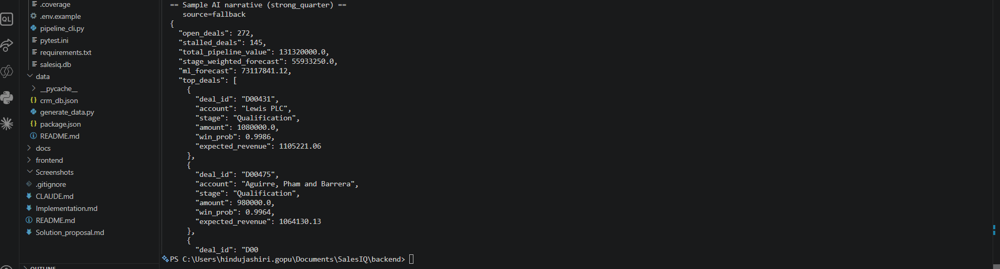 QL
.coverage
.env.example
pipeline_cli.py
pytest.ini
requirements.txt
salesiq.db
data
__pycache__
crm_db.json
generate_data.py
package.json
README.md
docs
frontend
Screenshots
.gitignore
CLAUDE.md
Implementation.md
README.md
Solution_proposal.md
OUTLINE
== Sample AI narrative (strong_quarter) ==
   source=fallback
{
  "open_deals": 272,
  "stalled_deals": 145,
  "total_pipeline_value": 131320000.0,
  "stage_weighted_forecast": 55933250.0,
  "ml_forecast": 73117841.12,
  "top_deals": [
    {
      "deal_id": "D00431",
      "account": "Lewis PLC",
      "stage": "Qualification",
      "amount": 1080000.0,
      "win_prob": 0.9986,
      "expected_revenue": 1105221.06
    },
    {
      "deal_id": "D00475",
      "account": "Aguirre, Pham and Barrera",
      "stage": "Qualification",
      "amount": 980000.0,
      "win_prob": 0.9964,
      "expected_revenue": 1064130.13
    },
    {
      "deal_id": "D00
PS C:\Users\hindujashiri.gopu\Documents\SalesIQ\backend>